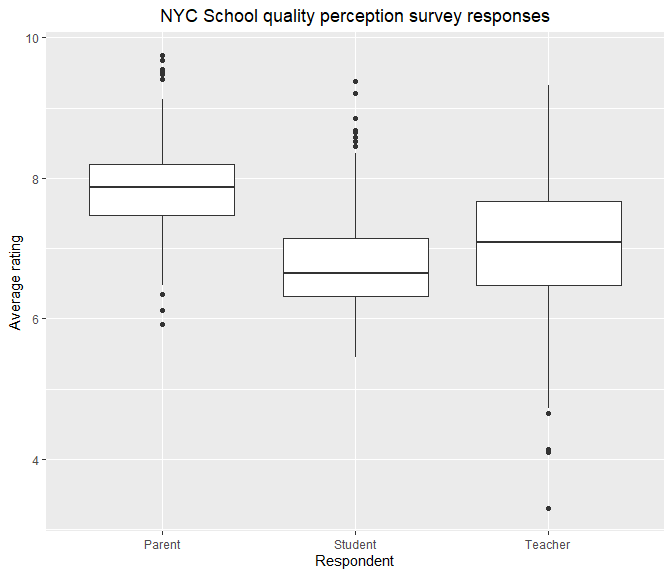 NYC School quality perception survey responses
10
8
6
4
Average rating
Parent Student Teacher
Respondent